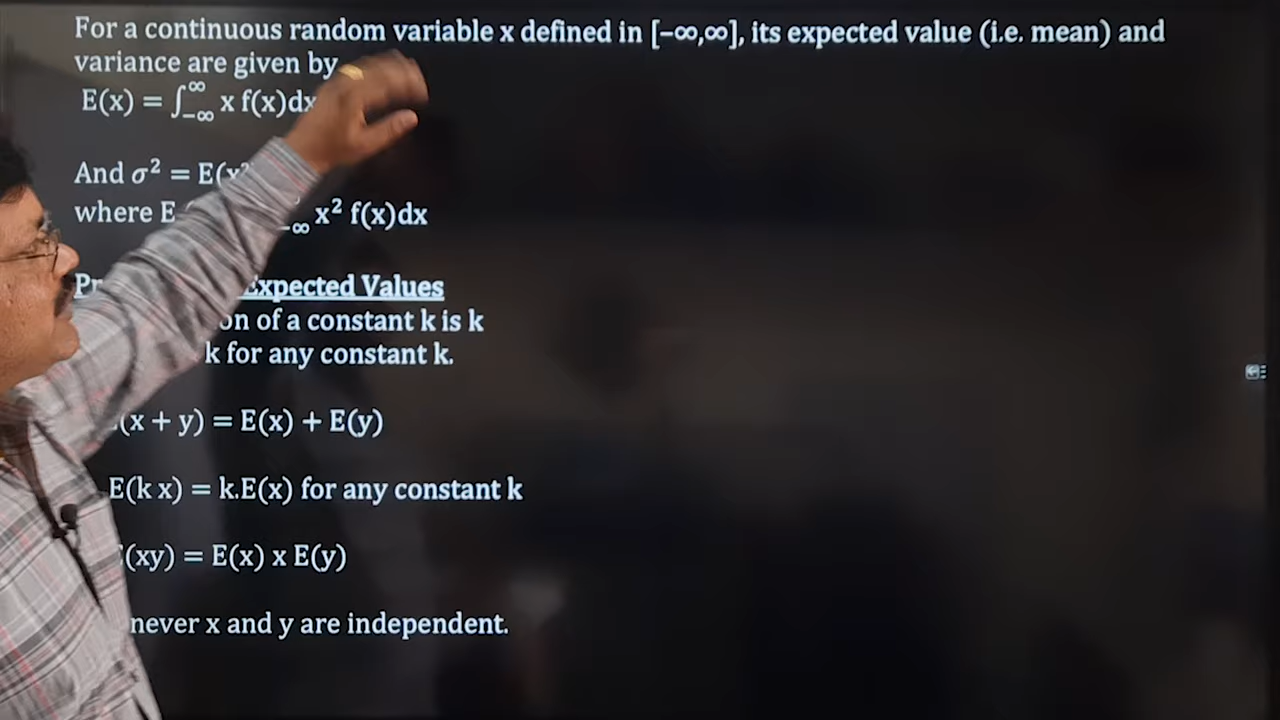 For a continuous random variable x defined in [−∞,∞], its expected value (i.e. mean) and
variance are given by
E(x) = ∫₋∞^∞ x f(x)dx
And σ² = E(x²
where E ₋∞ x² f(x)dx
Expected Values
of a constant k is k
k for any constant k.
(x + y) = E(x) + E(y)
E(k x) = k.E(x) for any constant k
(xy) = E(x) x E(y)
never x and y are independent.